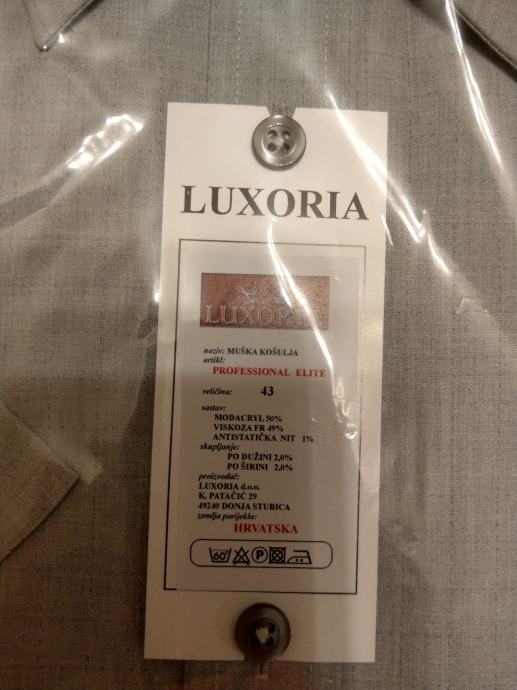 LUXORIA
LUXORIA
naziv: MUŠKA KOŠULJA
artikl:
PROFESSIONAL ELITE
veličina: 43
sastav:
MODACRYL 50%
VISKOZA FR 49%
ANTISTATIČKA NIT 1%
skupljanje:
PO DUŽINI 2,0%
PO ŠIRINI 2,0%
proizvođač:
LUXORIA d.o.o.
K. PATAČIĆ 29
49240 DONJA STUBICA
zemlja porijekla:
HRVATSKA
60° P